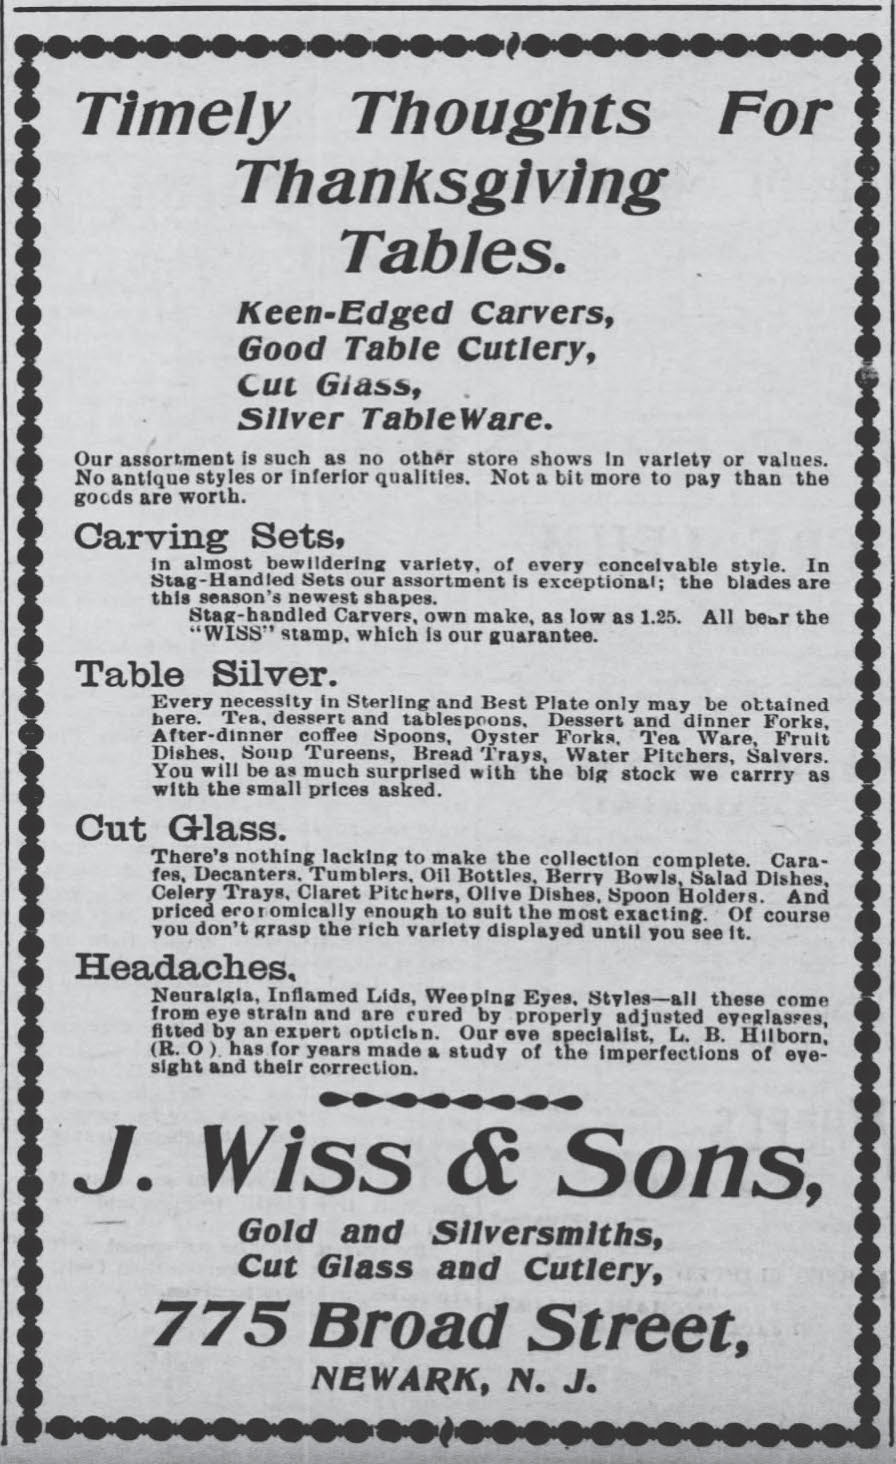 Timely Thoughts For
Thanksgiving
Tables.
Keen-Edged Carvers,
Good Table Cutlery,
Cut Glass,
Silver TableWare.
Our assortment is such as no other store shows in variety or values.
No antique styles or inferior qualities. Not a bit more to pay than the
goods are worth.
Carving Sets,
in almost bewildering variety, of every conceivable style. In
Stag-Handled Sets our assortment is exceptional; the blades are
this season's newest shapes.
Stag-handled Carvers, own make, as low as 1.25. All bear the
"WISS" stamp, which is our guarantee.
Table Silver.
Every necessity in Sterling and Best Plate only may be obtained
here. Tea, dessert and tablespoons, Dessert and dinner Forks,
After-dinner coffee Spoons, Oyster Forks, Tea Ware, Fruit
Dishes, Soup Tureens, Bread Trays, Water Pitchers, Salvers.
You will be as much surprised with the big stock we carrry as
with the small prices asked.
Cut Glass.
There's nothing lacking to make the collection complete. Cara-
fes, Decanters, Tumblers, Oil Bottles, Berry Bowls, Salad Dishes,
Celery Trays, Claret Pitchers, Olive Dishes, Spoon Holders. And
priced economically enough to suit the most exacting. Of course
you don't grasp the rich variety displayed until you see it.
Headaches,
Neuralgia, Inflamed Lids, Weeping Eyes, Styles—all these come
from eye strain and are cured by properly adjusted eyeglasses,
fitted by an expert optician. Our eye specialist, L. B. Hilborn,
(R. O.), has for years made a study of the imperfections of eye-
sight and their correction.
J. Wiss & Sons,
Gold and Silversmiths,
Cut Glass and Cutlery,
775 Broad Street,
NEWARK, N. J.